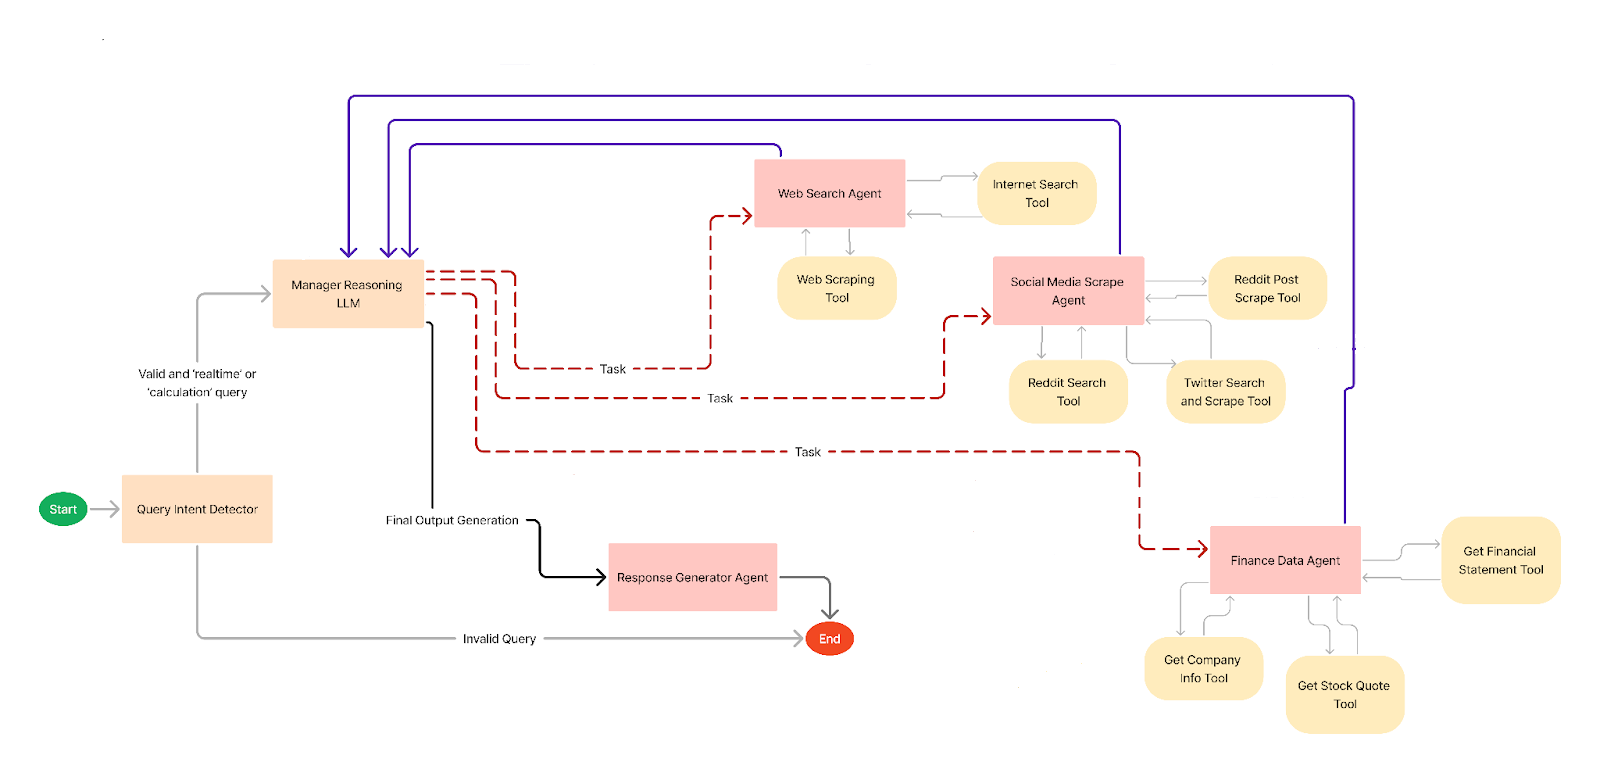 Web Search Agent
Internet Search
Tool
Web Scraping
Tool
Manager Reasoning
LLM
Social Media Scrape
Agent
Reddit Post
Scrape Tool
Reddit Search
Tool
Twitter Search
and Scrape Tool
Task
Task
Task
Valid and ‘realtime’ or
‘calculation’ query
Start
Query Intent Detector
Final Output Generation
Response Generator Agent
Invalid Query
End
Finance Data Agent
Get Financial
Statement Tool
Get Company
Info Tool
Get Stock Quote
Tool